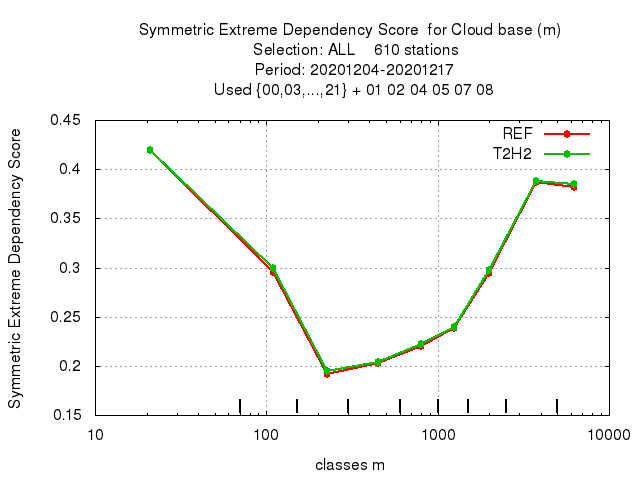 Symmetric Extreme Dependency Score  for Cloud base (m)
Selection: ALL    610 stations
Period: 20201204-20201217
Used {00,03,...,21} + 01 02 04 05 07 08
Symmetric Extreme Dependency Score
0.45
0.4
0.35
0.3
0.25
0.2
0.15
REF
T2H2
10 100 1000 10000
classes m